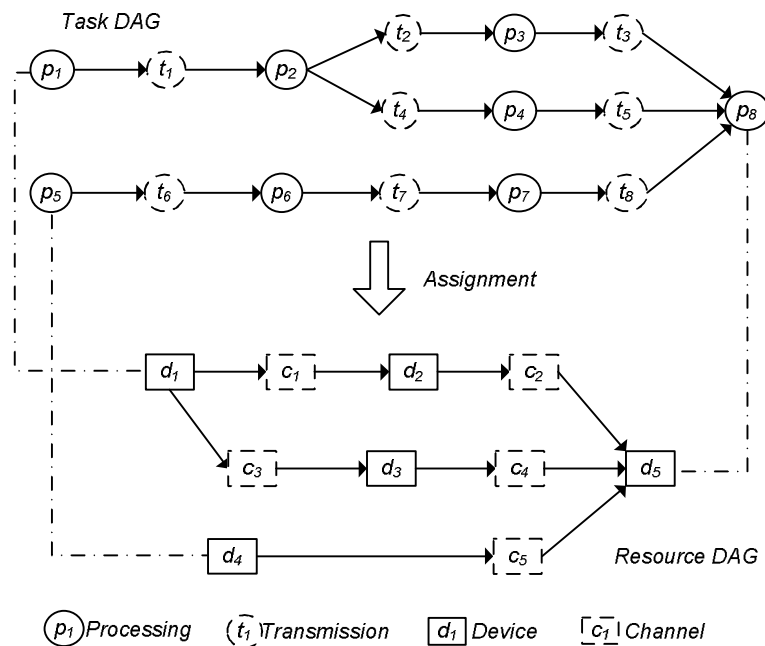 Task DAG
t2 p3 t3
p1 t1 p2
t4 p4 t5 p8
p5 t6 p6 t7 p7 t8
Assignment
d1 c1 d2 c2
c3 d3 c4 d5
d4 c5
Resource DAG
p1 Processing t1 Transmission d1 Device c1 Channel